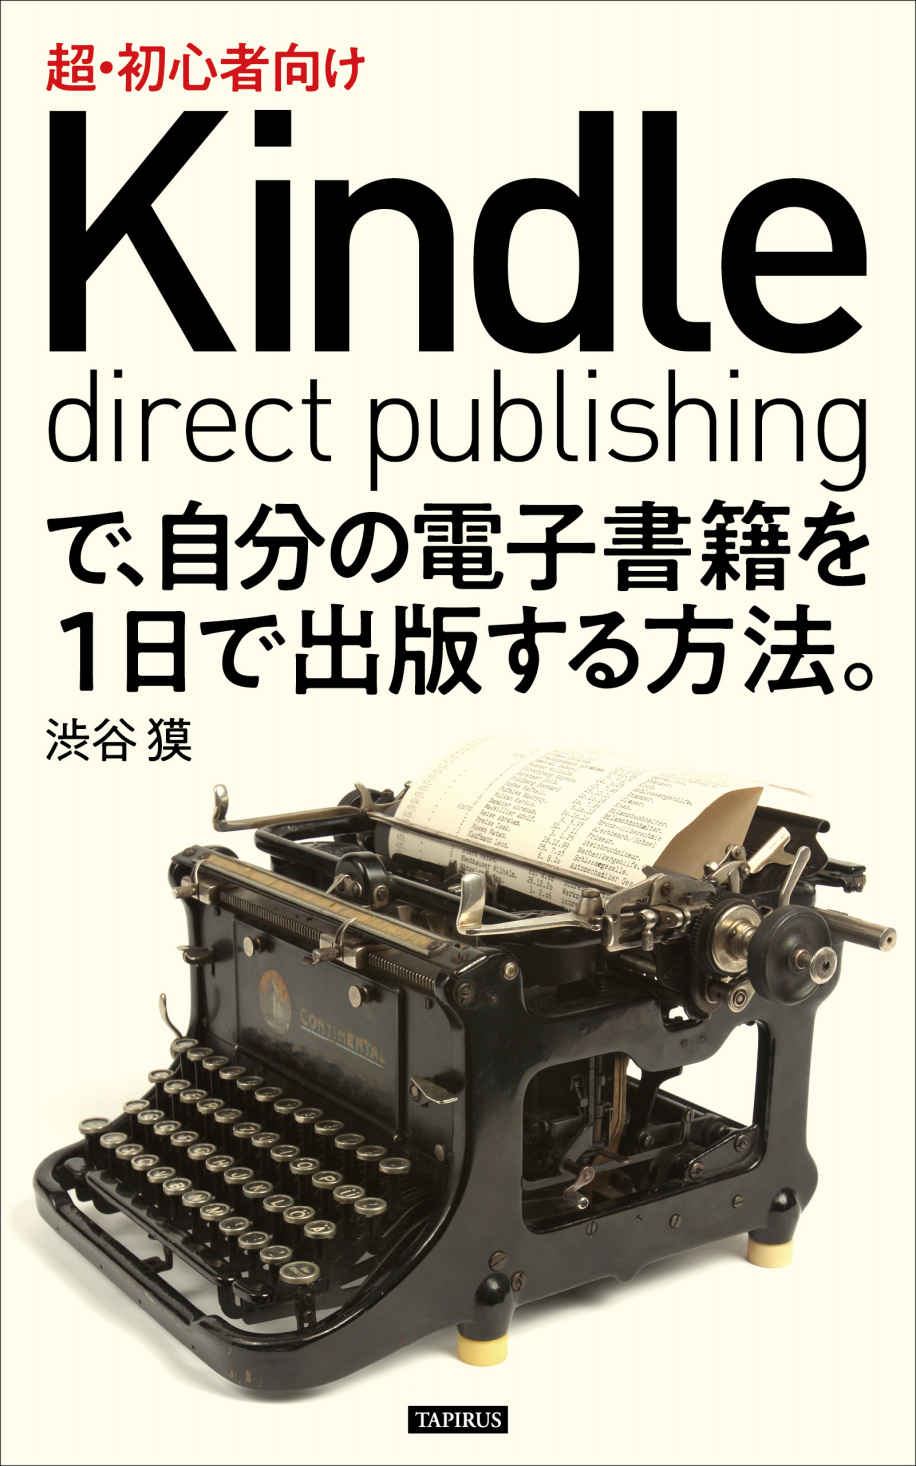 超・初心者向け
Kindle
direct publishing
で、自分の電子書籍を
1日で出版する方法。
渋谷 獏
CONTINENTAL
TAPIRUS